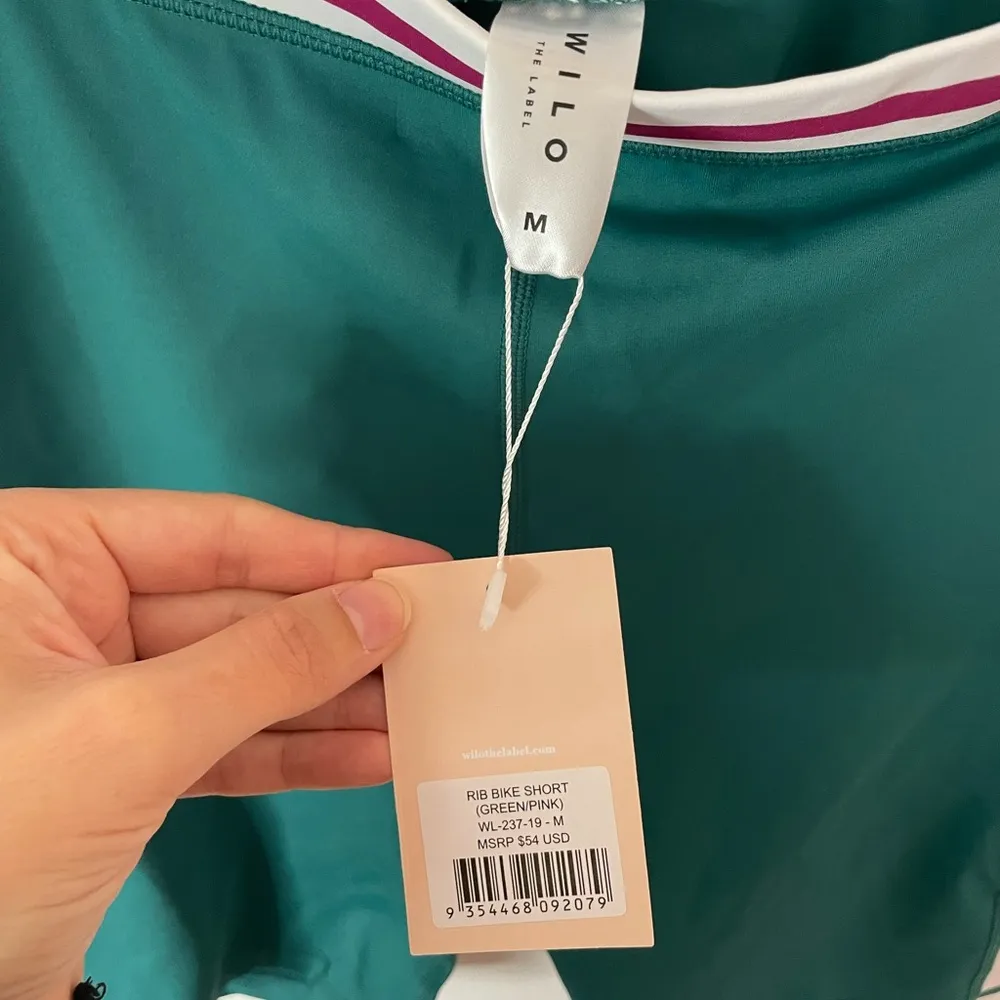 WILO
THE LABEL
M
wilothelabel.com
RIB BIKE SHORT
(GREEN/PINK)
WL-237-19 - M
MSRP $54 USD
9 354468 092079